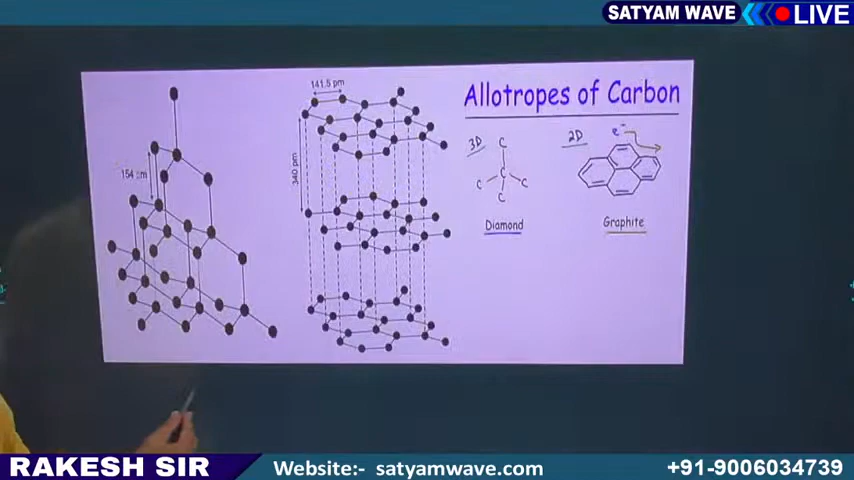 SATYAM WAVE LIVE
141.5 pm
Allotropes of Carbon
3D
C
C
C
C
C
2D
e⁻
154 pm
340 pm
Diamond
Graphite
RAKESH SIR
Website:- satyamwave.com
+91-9006034739